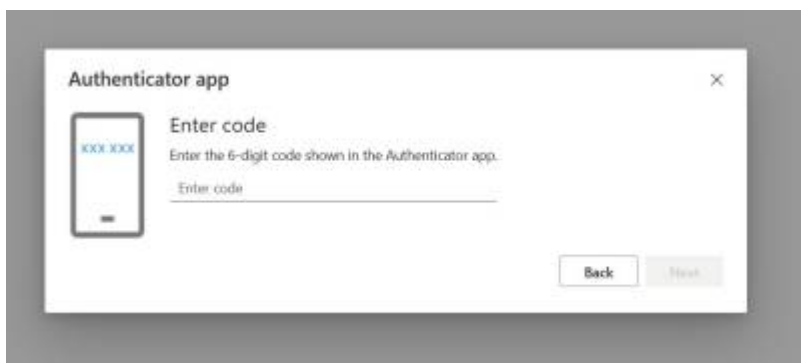 Authenticator app
xxx xxx
Enter code
Enter the 6-digit code shown in the Authenticator app.
Enter code
Back
Next